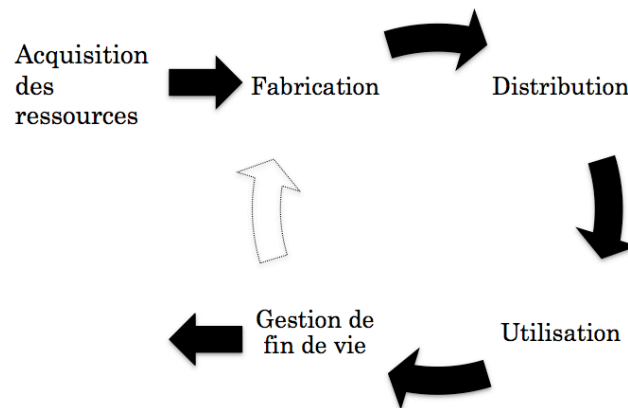 Acquisition
des
ressources
Fabrication
Distribution
Gestion de
fin de vie
Utilisation